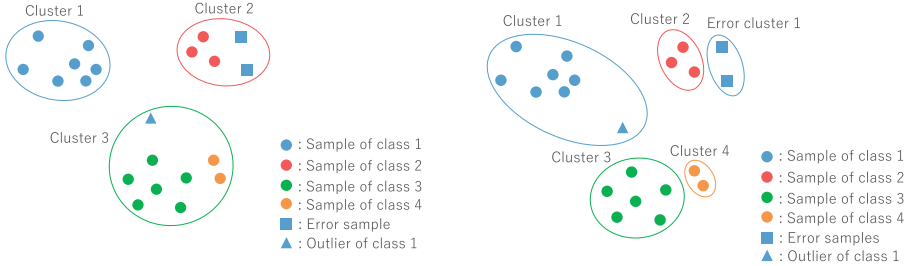 Cluster 1
Cluster 2
Cluster 3
: Sample of class 1
: Sample of class 2
: Sample of class 3
: Sample of class 4
: Error sample
: Outlier of class 1
Cluster 1
Cluster 2
Error cluster 1
Cluster 3
Cluster 4
: Sample of class 1
: Sample of class 2
: Sample of class 3
: Sample of class 4
: Error samples
: Outlier of class 1